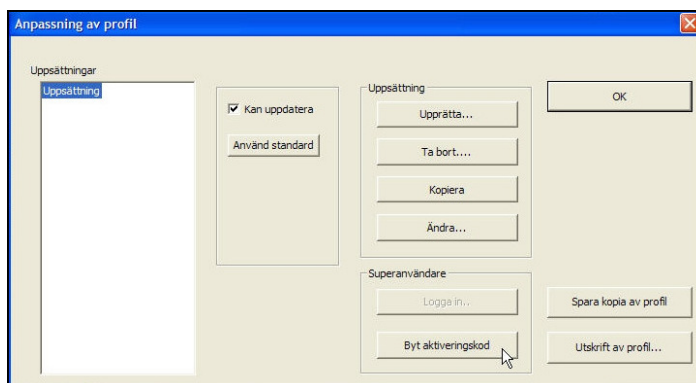 Anpassning av profil
Uppsättningar
Uppsättning
Kan uppdatera
Använd standard
Uppsättning
Upprätta...
Ta bort....
Kopiera
Ändra...
Superanvändare
Logga in..
Byt aktiveringskod
OK
Spara kopia av profil
Utskrift av profil...